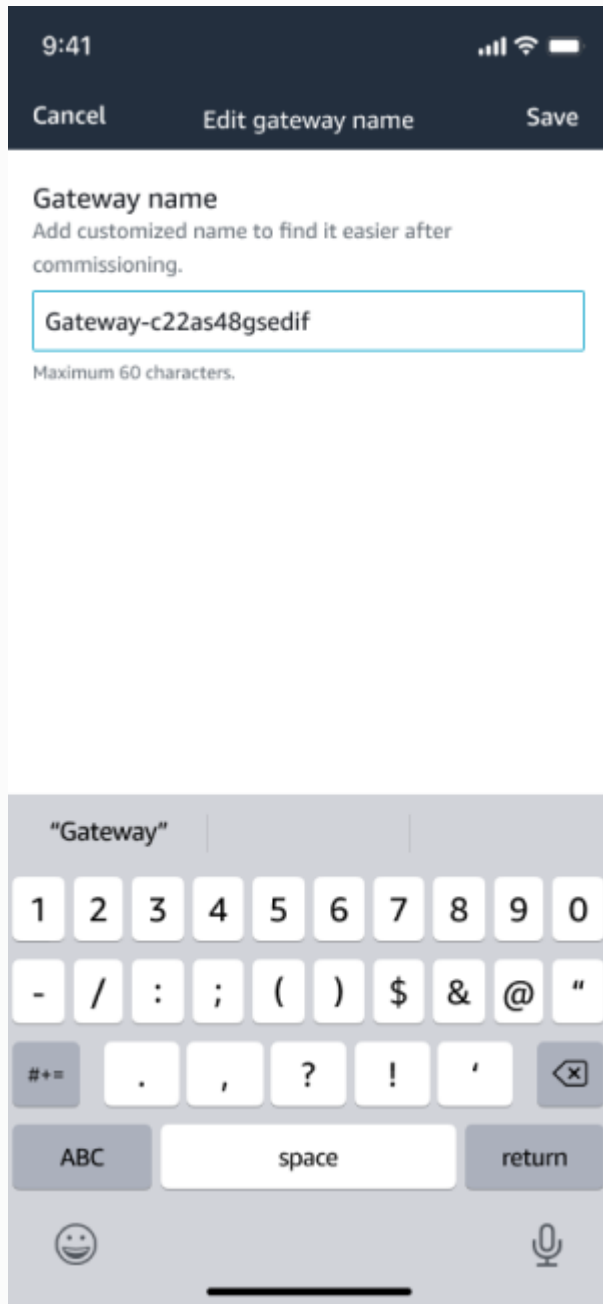 9:41
Cancel Edit gateway name Save
Gateway name
Add customized name to find it easier after
commissioning.
Gateway-c22as48gsedif
Maximum 60 characters.
“Gateway”
1 2 3 4 5 6 7 8 9 0
- / : ; ( ) $ & @ “
#+= . , ? ! ‘
ABC space return